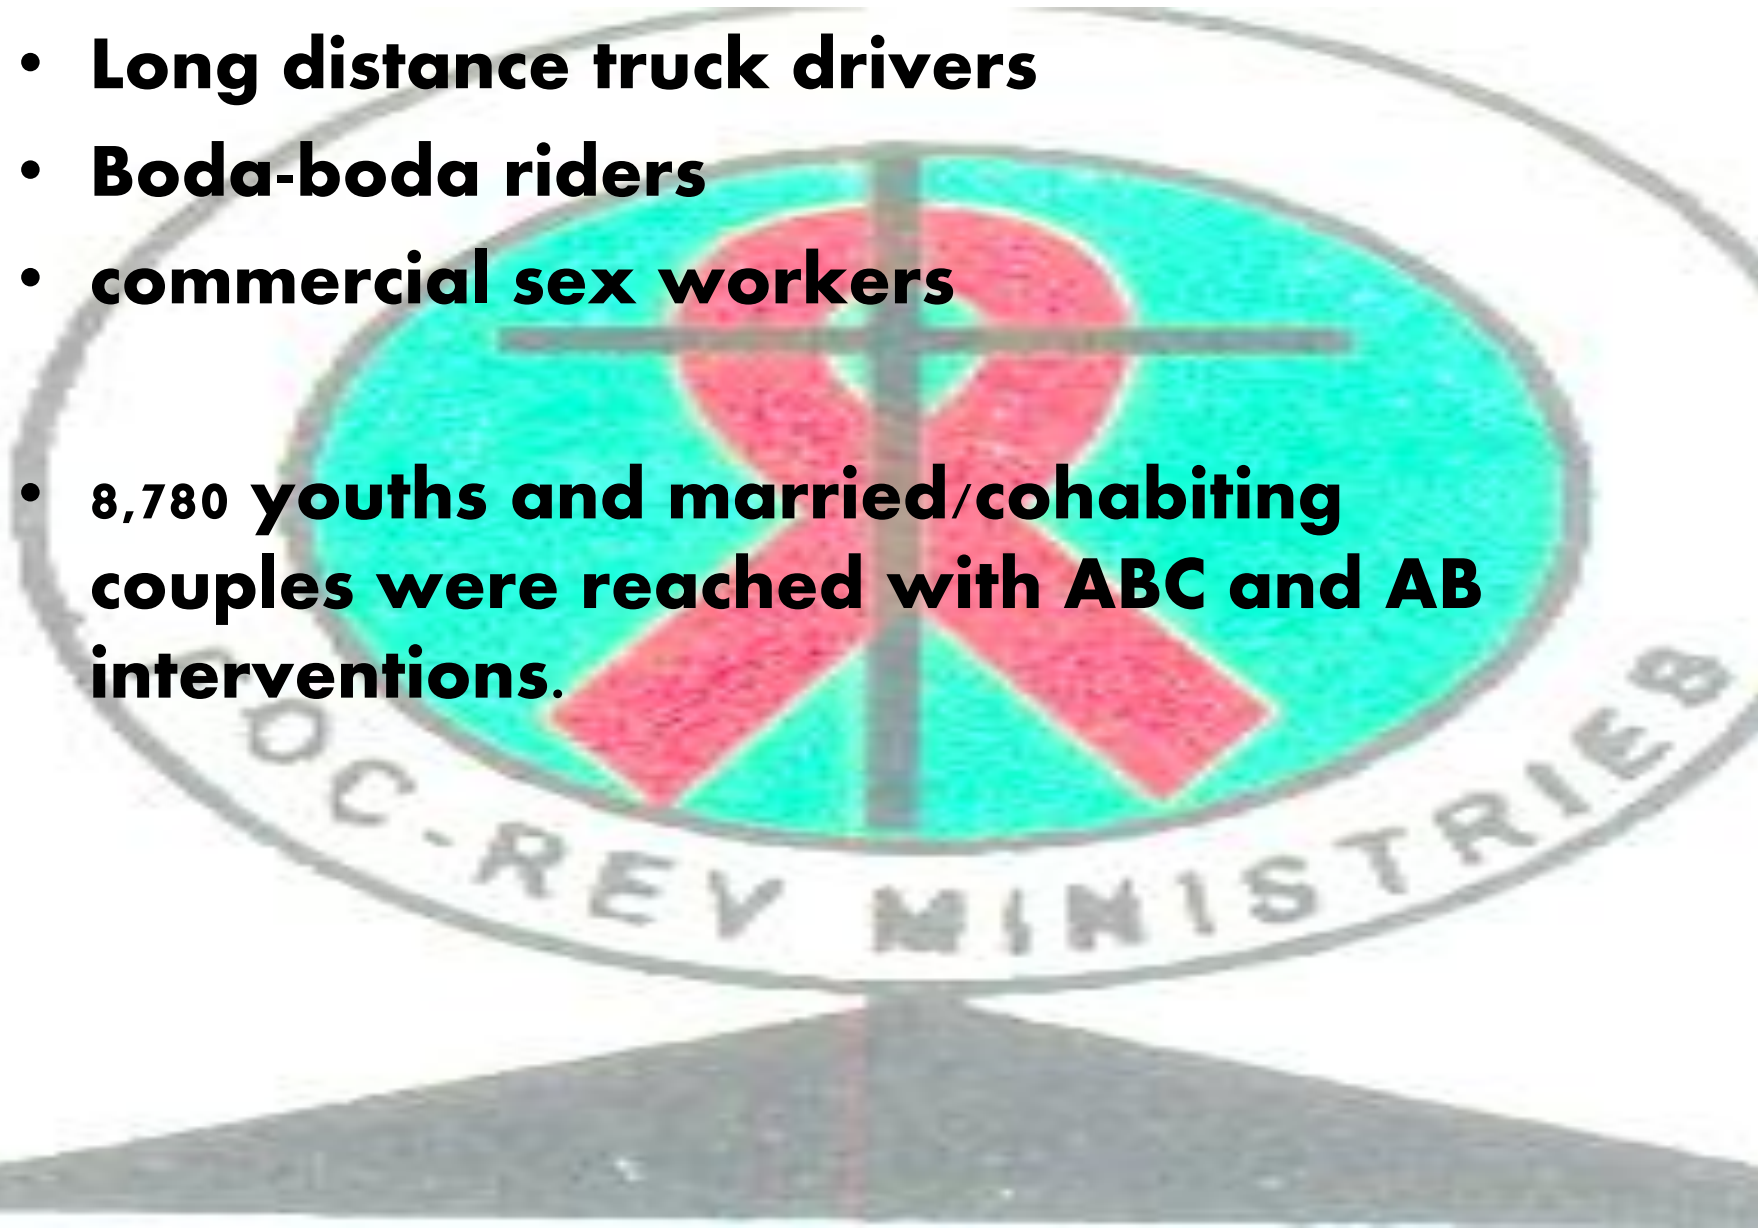 • Long distance truck drivers
• Boda-boda riders
• commercial sex workers
• 8,780 youths and married/cohabiting
couples were reached with ABC and AB
interventions.
OC-REV MINISTRIES